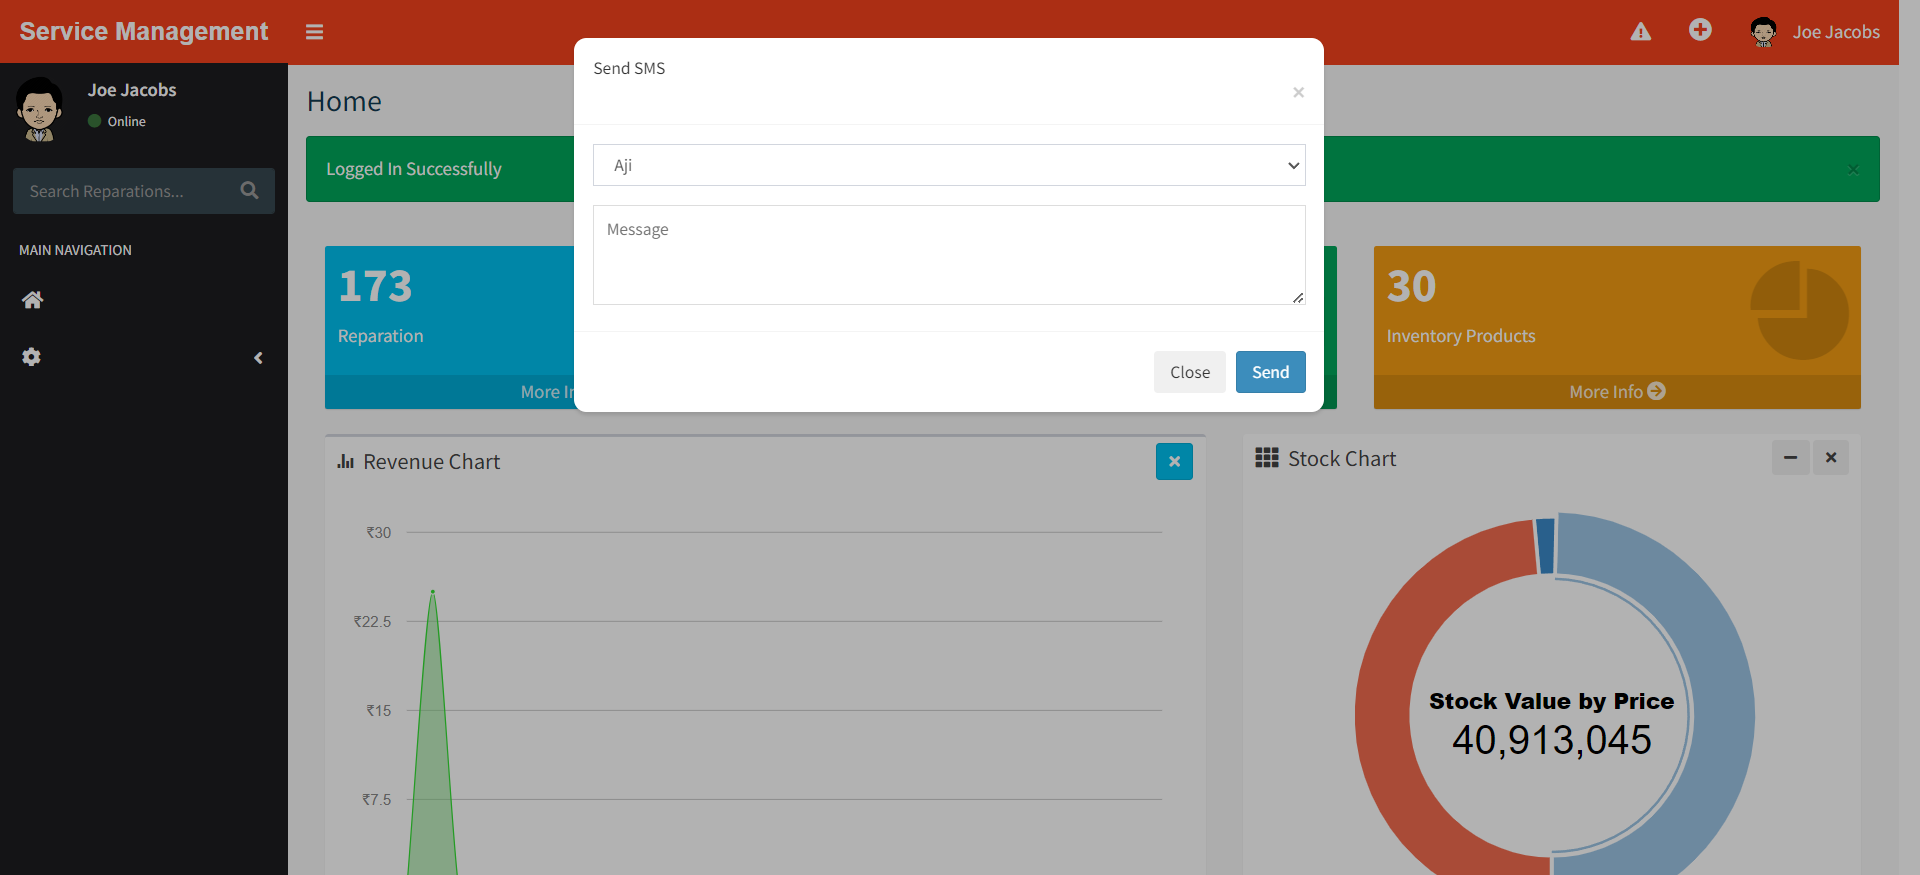 Service Management
Joe Jacobs
Joe Jacobs
Online
Search Reparations...
MAIN NAVIGATION
Home
Logged In Successfully
Send SMS
Aji
Message
Close
Send
173
Reparation
More
30
Inventory Products
More Info
Revenue Chart
₹30
₹22.5
₹15
₹7.5
Stock Chart
Stock Value by Price
40,913,045